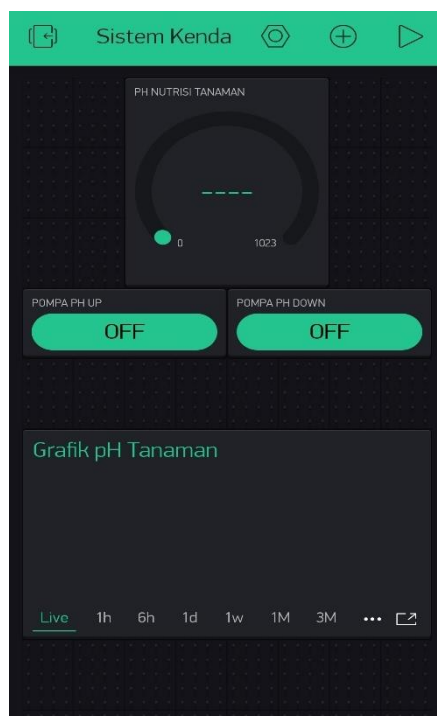 Sistem Kenda
PH NUTRISI TANAMAN
----
0 1023
POMPA PH UP
OFF
POMPA PH DOWN
OFF
Grafik pH Tanaman
Live 1h 6h 1d 1w 1M 3M ...